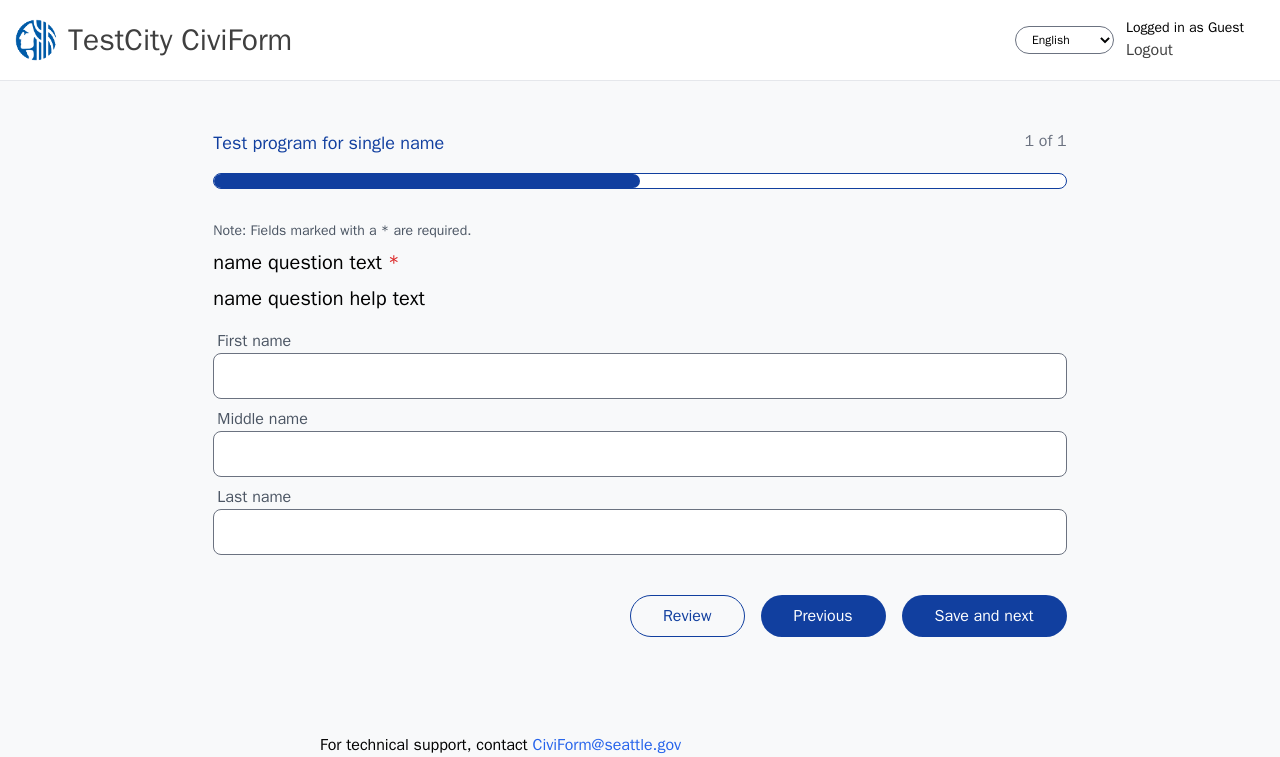 TestCity CiviForm
English
Logged in as Guest
Logout
Test program for single name
1 of 1
Note: Fields marked with a * are required.
name question text *
name question help text
First name
Middle name
Last name
Review
Previous
Save and next
For technical support, contact CiviForm@seattle.gov